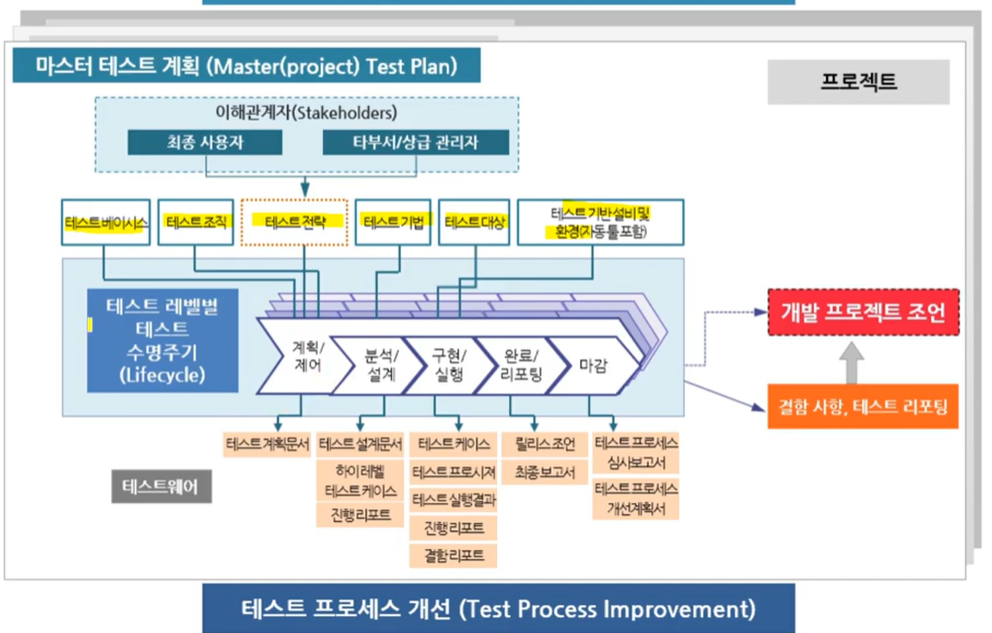 마스터 테스트 계획 (Master(project) Test Plan)
프로젝트
이해관계자(Stakeholders)
최종 사용자
타부서/상급 관리자
테스트 베이시스
테스트 조직
테스트 전략
테스트 기법
테스트 대상
테스트 기반 설비 및
환경(자동 툴 포함)
테스트 레벨별
테스트
수명주기
(Lifecycle)
계획/
제어
분석/
설계
구현/
실행
완료/
리포팅
마감
개발 프로젝트 조언
결함 사항, 테스트 리포팅
테스트웨어
테스트 계획문서
테스트 설계문서
하이 레벨
테스트 케이스
진행 리포트
테스트 케이스
테스트 프로시져
테스트 실행결과
진행 리포트
결함 리포트
릴리스 조언
최종 보고서
테스트 프로세스
심사보고서
테스트 프로세스
개선계획서
테스트 프로세스 개선 (Test Process Improvement)